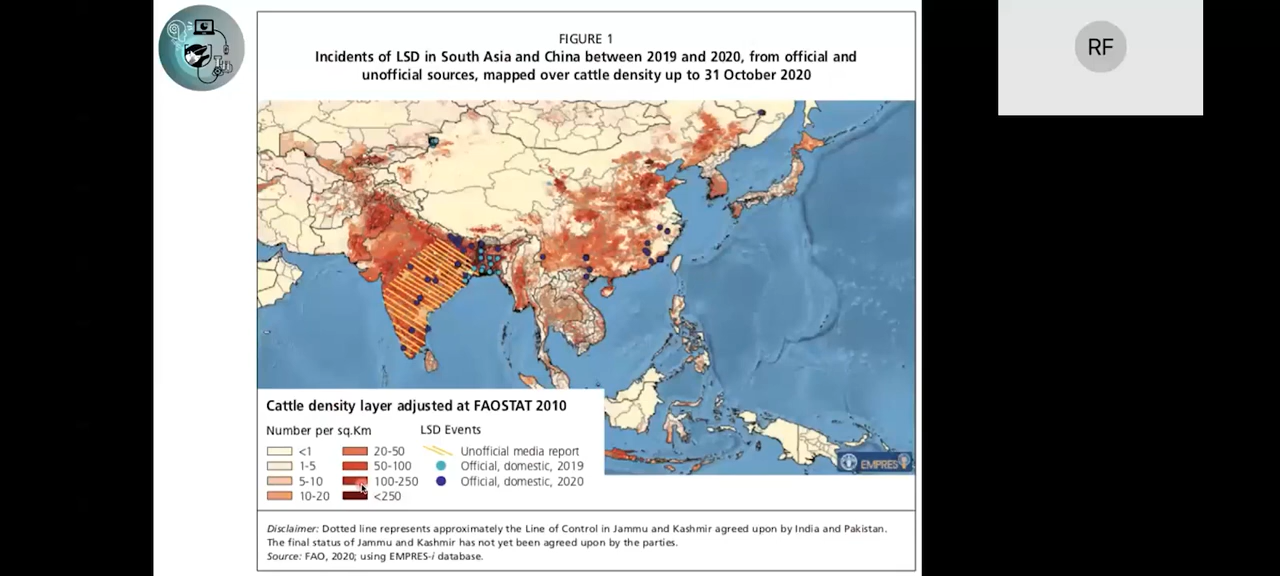 RF
FIGURE 1
Incidents of LSD in South Asia and China between 2019 and 2020, from official and
unofficial sources, mapped over cattle density up to 31 October 2020
EMPRES
Cattle density layer adjusted at FAOSTAT 2010
Number per sq.Km
LSD Events
<1
20-50
Unofficial media report
1-5
50-100
Official, domestic, 2019
5-10
100-250
Official, domestic, 2020
10-20
<250
Disclaimer: Dotted line represents approximately the Line of Control in Jammu and Kashmir agreed upon by India and Pakistan.
The final status of Jammu and Kashmir has not yet been agreed upon by the parties.
Source: FAO, 2020; using EMPRES-i database.